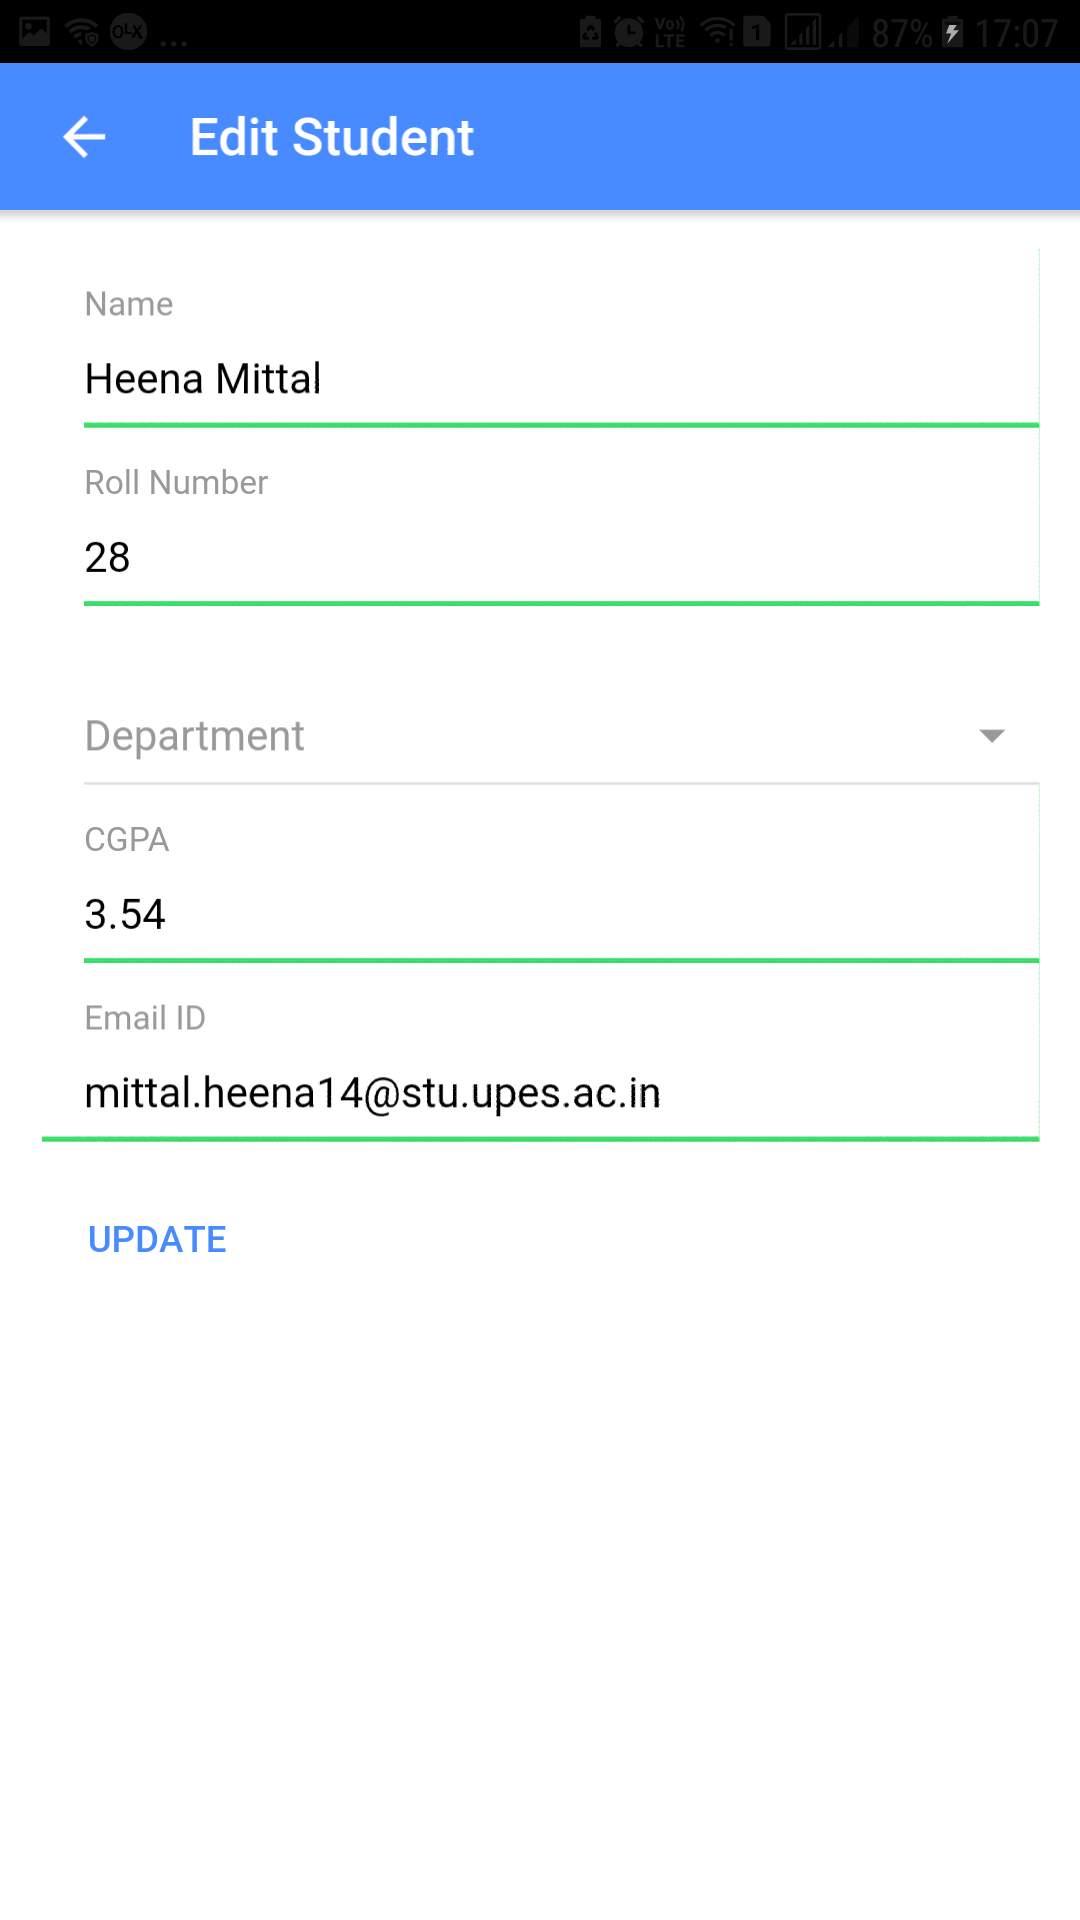 OLX ... Vo)) LTE 1 87% 17:07
Edit Student
Name
Heena Mittal
Roll Number
28
Department
CGPA
3.54
Email ID
mittal.heena14@stu.upes.ac.in
UPDATE